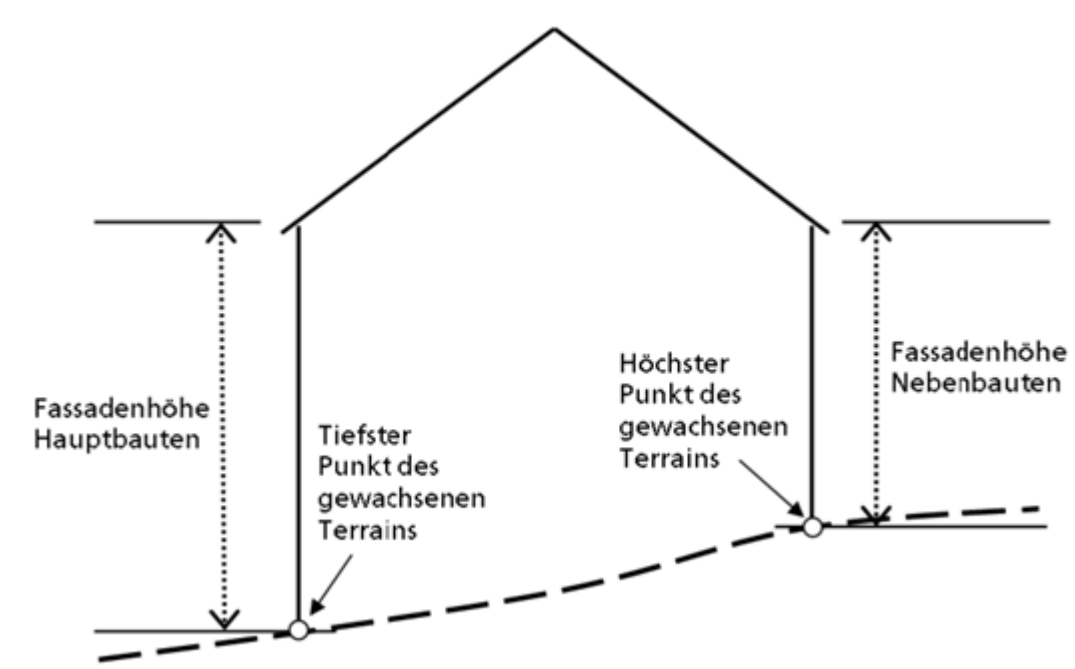 Fassadenhöhe
Hauptbauten
Tiefster
Punkt des
gewachsenen
Terrains
Höchster
Punkt des
gewachsenen
Terrains
Fassadenhöhe
Nebenbauten